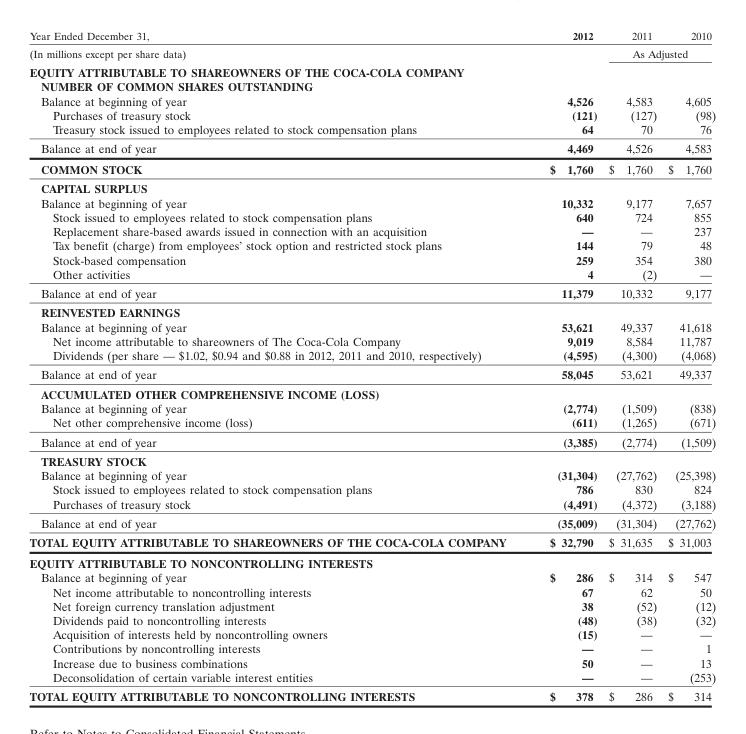 Year Ended December 31, 2012 2011 2010
(In millions except per share data) As Adjusted
EQUITY ATTRIBUTABLE TO SHAREOWNERS OF THE COCA-COLA COMPANY
NUMBER OF COMMON SHARES OUTSTANDING
Balance at beginning of year 4,526 4,583 4,605
Purchases of treasury stock (121) (127) (98)
Treasury stock issued to employees related to stock compensation plans 64 70 76
Balance at end of year 4,469 4,526 4,583
COMMON STOCK $ 1,760 $ 1,760 $ 1,760
CAPITAL SURPLUS
Balance at beginning of year 10,332 9,177 7,657
Stock issued to employees related to stock compensation plans 640 724 855
Replacement share-based awards issued in connection with an acquisition — — 237
Tax benefit (charge) from employees' stock option and restricted stock plans 144 79 48
Stock-based compensation 259 354 380
Other activities 4 (2) —
Balance at end of year 11,379 10,332 9,177
REINVESTED EARNINGS
Balance at beginning of year 53,621 49,337 41,618
Net income attributable to shareowners of The Coca-Cola Company 9,019 8,584 11,787
Dividends (per share — $1.02, $0.94 and $0.88 in 2012, 2011 and 2010, respectively) (4,595) (4,300) (4,068)
Balance at end of year 58,045 53,621 49,337
ACCUMULATED OTHER COMPREHENSIVE INCOME (LOSS)
Balance at beginning of year (2,774) (1,509) (838)
Net other comprehensive income (loss) (611) (1,265) (671)
Balance at end of year (3,385) (2,774) (1,509)
TREASURY STOCK
Balance at beginning of year (31,304) (27,762) (25,398)
Stock issued to employees related to stock compensation plans 786 830 824
Purchases of treasury stock (4,491) (4,372) (3,188)
Balance at end of year (35,009) (31,304) (27,762)
TOTAL EQUITY ATTRIBUTABLE TO SHAREOWNERS OF THE COCA-COLA COMPANY $ 32,790 $ 31,635 $ 31,003
EQUITY ATTRIBUTABLE TO NONCONTROLLING INTERESTS
Balance at beginning of year $ 286 $ 314 $ 547
Net income attributable to noncontrolling interests 67 62 50
Net foreign currency translation adjustment 38 (52) (12)
Dividends paid to noncontrolling interests (48) (38) (32)
Acquisition of interests held by noncontrolling owners (15) — —
Contributions by noncontrolling interests — — 1
Increase due to business combinations 50 — 13
Deconsolidation of certain variable interest entities — — (253)
TOTAL EQUITY ATTRIBUTABLE TO NONCONTROLLING INTERESTS $ 378 $ 286 $ 314
Refer to Notes to Consolidated Financial Statements